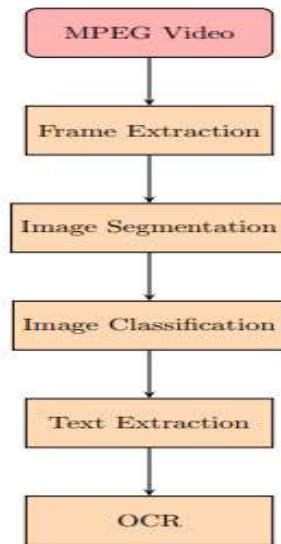 MPEG Video
Frame Extraction
Image Segmentation
Image Classification
Text Extraction
OCR